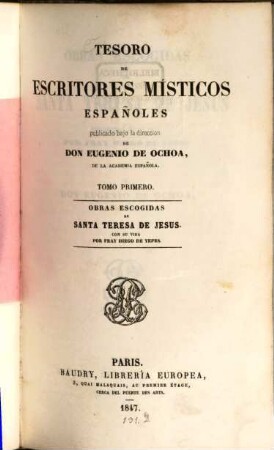 TESORO
DE
ESCRITORES MÍSTICOS
ESPAÑOLES
publicado bajo la direccion
DE
DON EUGENIO DE OCHOA,
DE LA ACADEMIA ESPAÑOLA.
TOMO PRIMERO.
OBRAS ESCOGIDAS
DE
SANTA TERESA DE JESUS,
CON SU VIDA
POR FRAY DIEGO DE YEPES.
PARIS.
BAUDRY, LIBRERÍA EUROPEA,
3, QUAI MALAQUAIS, AU PREMIER ÉTAGE,
CERCA DEL PUENTE DES ARTS.
1847.